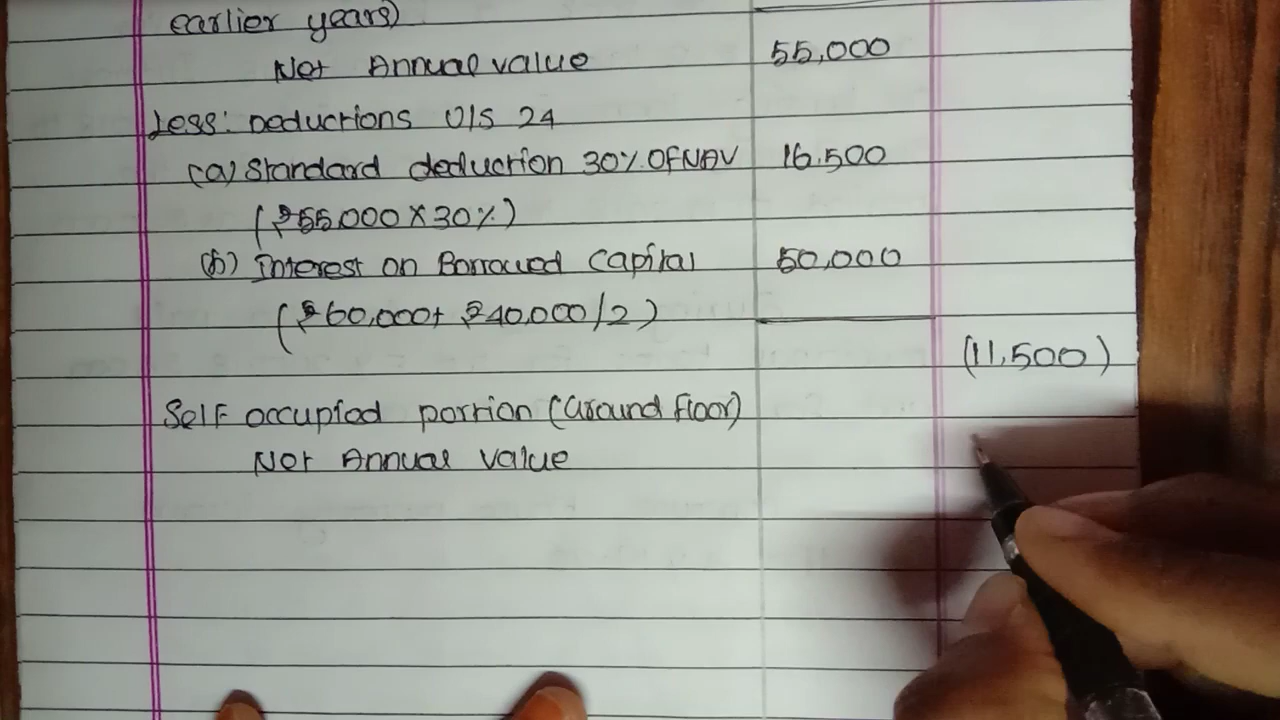 earlier years)
Net Annual value 55,000
Less: Deductions U/S 24
(a) Standard deduction 30% OF NAV 16,500
(₹55,000 X 30%)
(b) Interest on Borrowed Capital 50,000
(₹60,000+ ₹40,000/2)
(11,500)
Self occupied portion (Ground Floor)
Net Annual value